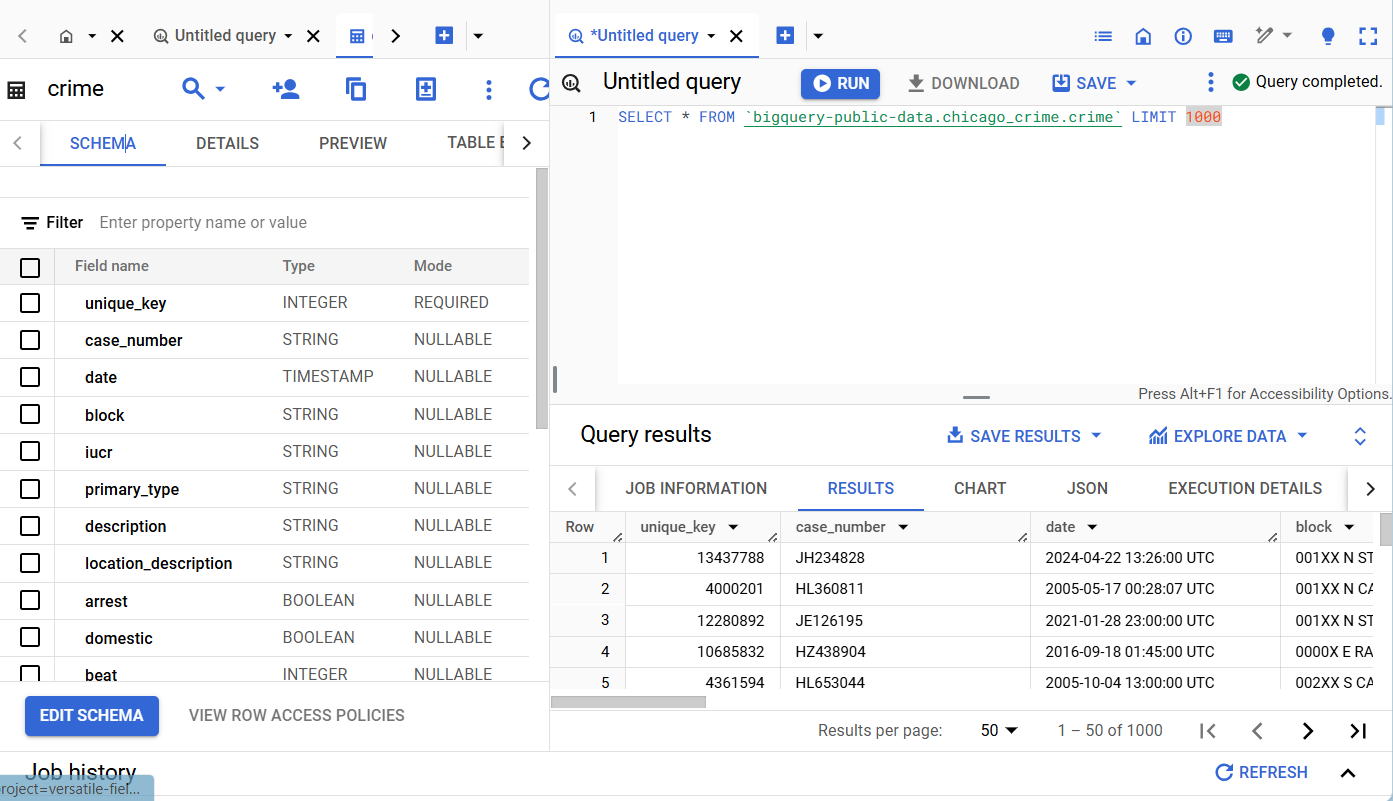 Untitled query
*Untitled query
crime
Untitled query
RUN
DOWNLOAD
SAVE
Query completed.
SCHEMA
DETAILS
PREVIEW
TABLE E
1 SELECT * FROM `bigquery-public-data.chicago_crime.crime` LIMIT 1000
Filter Enter property name or value
Field name Type Mode
unique_key INTEGER REQUIRED
case_number STRING NULLABLE
date TIMESTAMP NULLABLE
block STRING NULLABLE
iucr STRING NULLABLE
primary_type STRING NULLABLE
description STRING NULLABLE
location_description STRING NULLABLE
arrest BOOLEAN NULLABLE
domestic BOOLEAN NULLABLE
beat INTEGER NULLABLE
EDIT SCHEMA
VIEW ROW ACCESS POLICIES
Press Alt+F1 for Accessibility Options.
Query results
SAVE RESULTS
EXPLORE DATA
JOB INFORMATION
RESULTS
CHART
JSON
EXECUTION DETAILS
Row unique_key case_number date block
1 13437788 JH234828 2024-04-22 13:26:00 UTC 001XX N ST
2 4000201 HL360811 2005-05-17 00:28:07 UTC 001XX N CA
3 12280892 JE126195 2021-01-28 23:00:00 UTC 001XX N ST
4 10685832 HZ438904 2016-09-18 01:45:00 UTC 0000X E RA
5 4361594 HL653044 2005-10-04 13:00:00 UTC 002XX S CA
Results per page: 50 1 – 50 of 1000
Job history
REFRESH
roject=versatile-fiel...